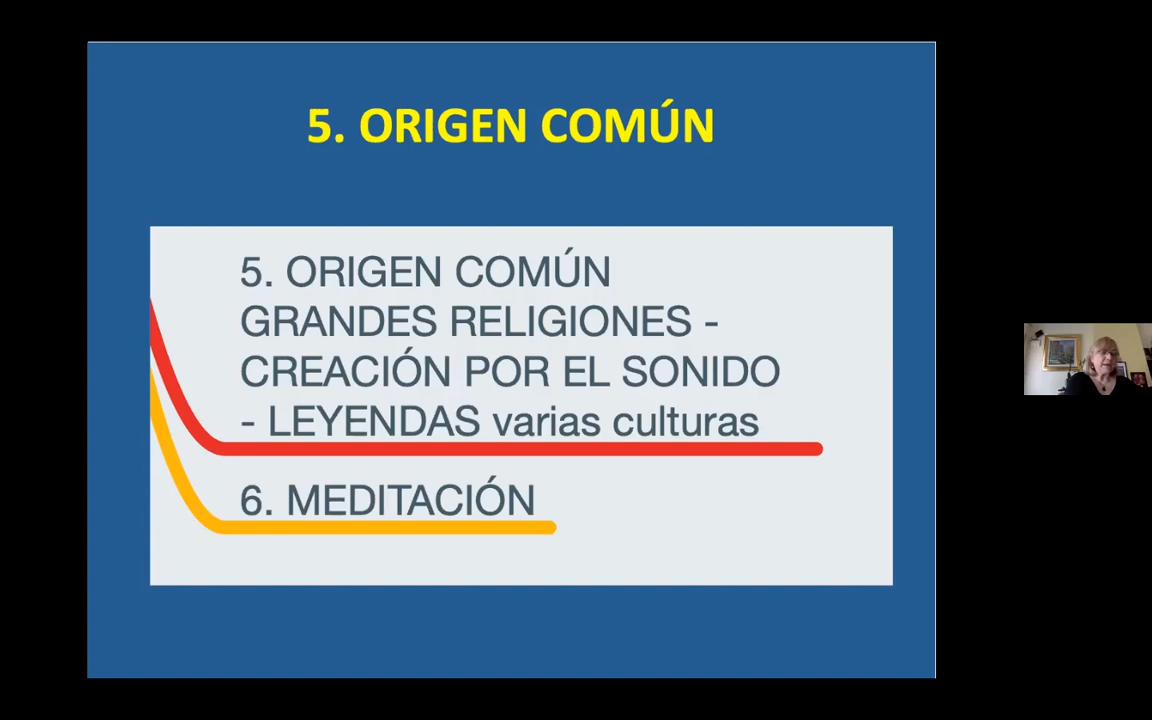 5. ORIGEN COMÚN
5. ORIGEN COMÚN
GRANDES RELIGIONES -
CREACIÓN POR EL SONIDO
- LEYENDAS varias culturas
6. MEDITACIÓN